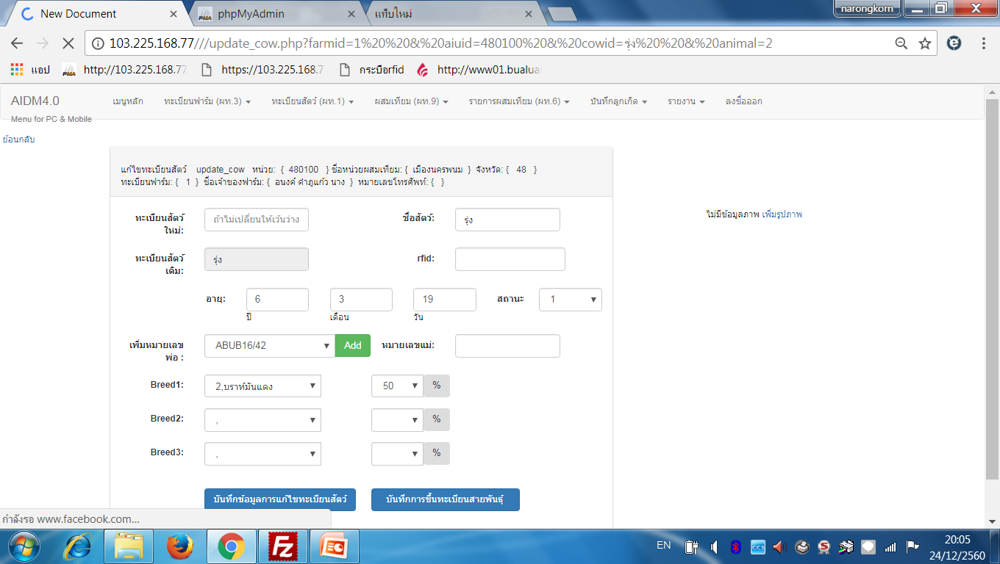 New Document
phpMyAdmin
แท็บใหม่
narongkorn
103.225.168.77///update_cow.php?farmid=1%20%20&%20aiuid=480100%20&%20cowid=รุ่ง%20%20&%20animal=2
แอป
http://103.225.168.77
https://103.225.168.7
กระบือrfid
http://www01.bualua
AIDM4.0
เมนูหลัก
ทะเบียนฟาร์ม (ผท.3)
ทะเบียนสัตว์ (ผท.1)
ผสมเทียม (ผท.9)
รายการผสมเทียม (ผท.6)
บันทึกลูกเกิด
รายงาน
ลงชื่อออก
Menu for PC & Mobile
ย้อนกลับ
แก้ไขทะเบียนสัตว์ update_cow หน่วย: { 480100 } ชื่อหน่วยผสมเทียม: { เมืองนครพนม } จังหวัด: { 48 }
ทะเบียนฟาร์ม: { 1 } ชื่อเจ้าของฟาร์ม: { อนงค์ คำภูแก้ว นาง } หมายเลขโทรศัพท์: { }
ทะเบียนสัตว์ใหม่:
ถ้าไม่เปลี่ยนให้เว้นว่าง
ชื่อสัตว์:
รุ่ง
ไม่มีข้อมูลภาพ เพิ่มรูปภาพ
ทะเบียนสัตว์เดิม:
รุ่ง
rfid:
อายุ:
6
3
19
สถานะ
1
ปี
เดือน
วัน
เพิ่มหมายเลขพ่อ :
ABUB16/42
Add
หมายเลขแม่:
Breed1:
2,บราห์มันแดง
50
%
Breed2:
,
%
Breed3:
,
%
บันทึกข้อมูลการแก้ไขทะเบียนสัตว์
บันทึกการขึ้นทะเบียนสายพันธุ์
กำลังรอ www.facebook.com...
EN
20:05
24/12/2560